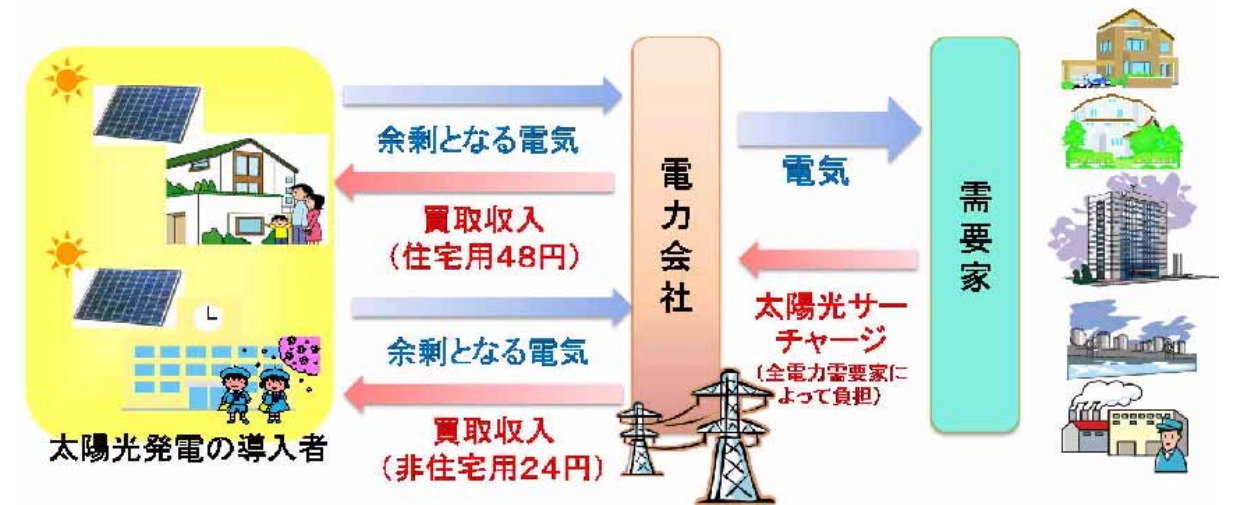 余剰となる電気
買取収入
（住宅用48円）
余剰となる電気
買取収入
（非住宅用24円）
太陽光発電の導入者
電力会社
電気
太陽光サー
チャージ
（全電力需要家に
よって負担）
需要家